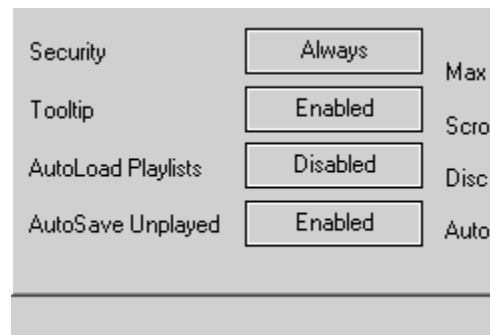 Security Always
Max
Tooltip Enabled
Scro
AutoLoad Playlists Disabled
Disc
AutoSave Unplayed Enabled
Auto